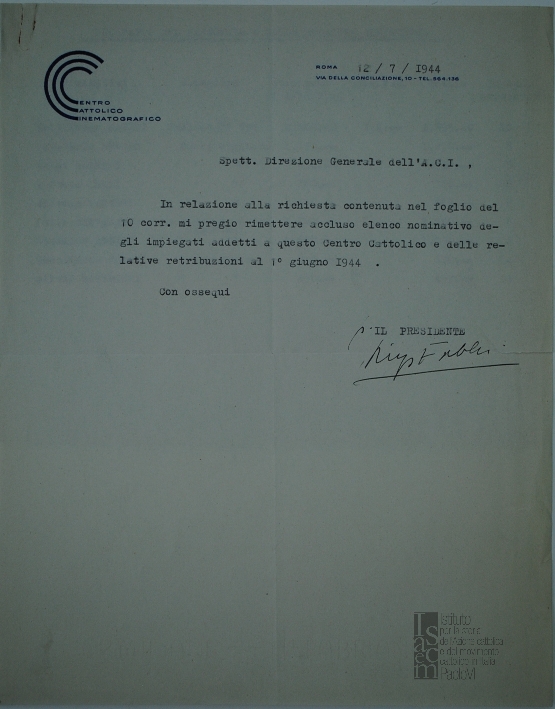 CENTRO
CATTOLICO
CINEMATOGRAFICO
ROMA 12 / 7 / 1944
VIA DELLA CONCILIAZIONE, 10 - TEL. 564.136
Spett. Direzione Generale dell'A.C.I. ,
In relazione alla richiesta contenuta nel foglio del
10 corr. mi pregio rimettere accluso elenco nominativo de-
gli impiegati addetti a questo Centro Cattolico e delle re-
lative retribuzioni al 1° giugno 1944 .
Con ossequi
IL PRESIDENTE
Isacem
Istituto
per la storia
dell'Azione cattolica
e del movimento
cattolico in Italia
Paolo VI